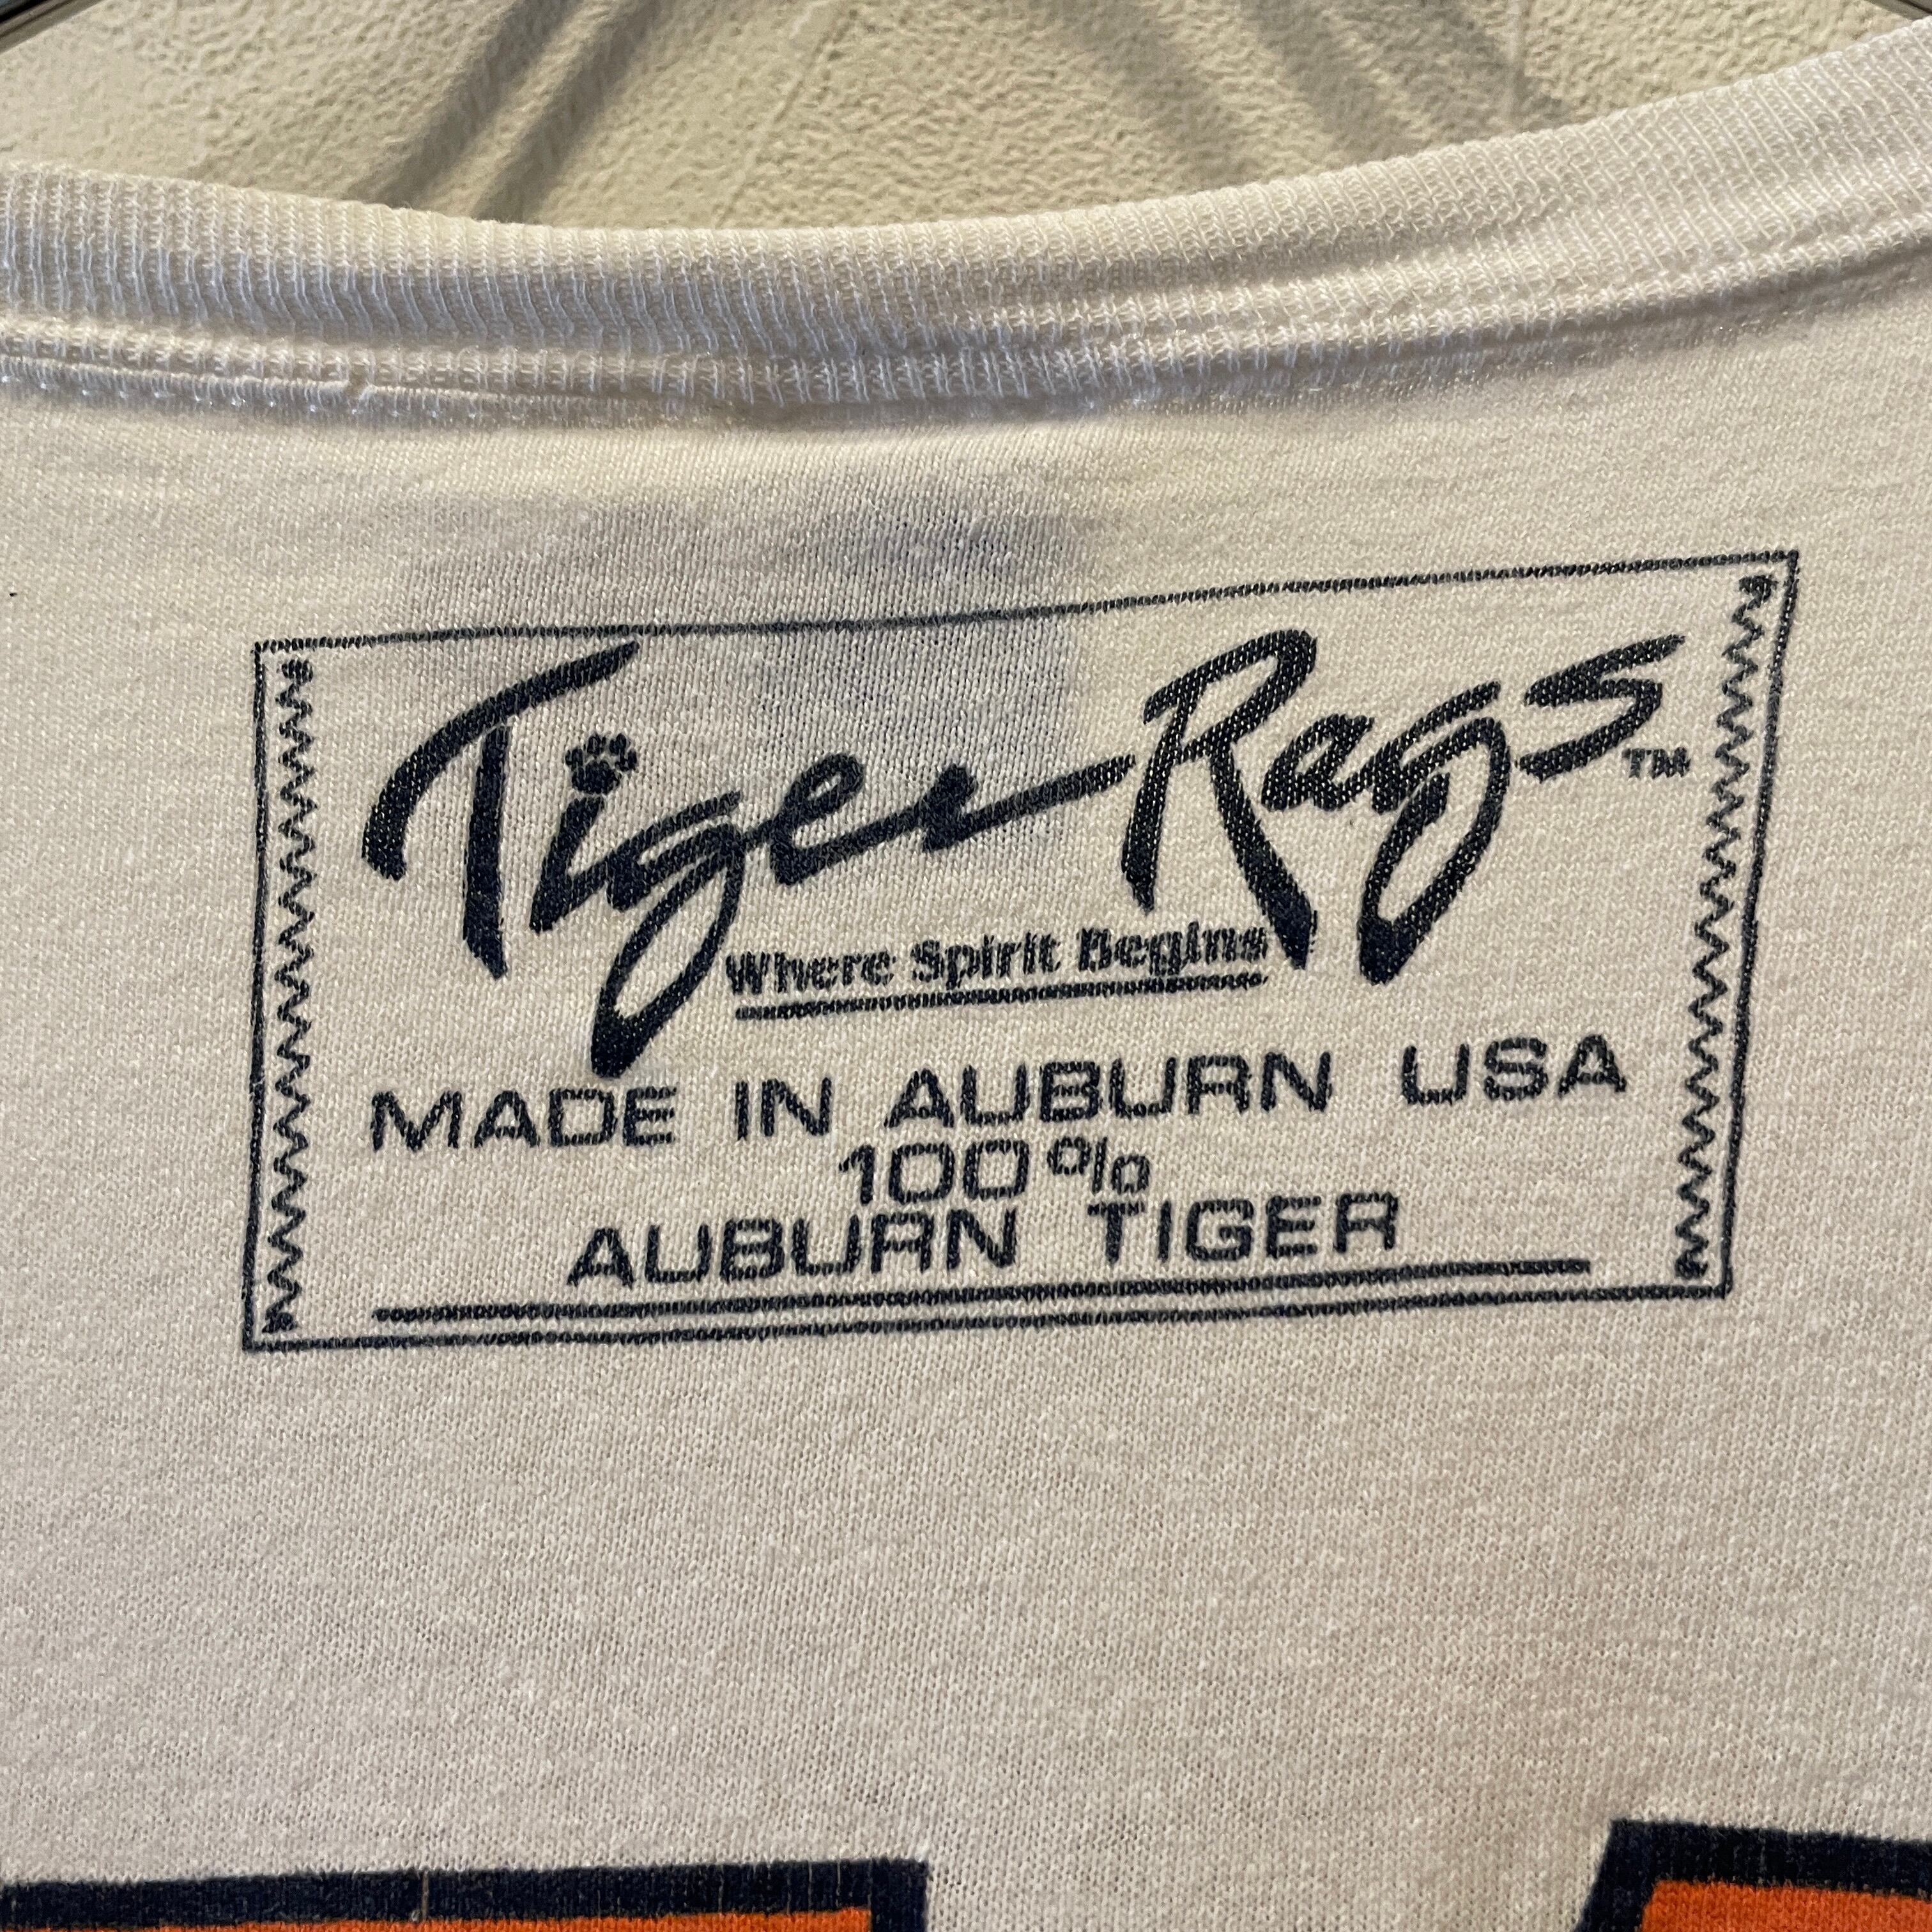 Tiger Rags™
Where Spirit Begins
MADE IN AUBURN USA
100%
AUBURN TIGER